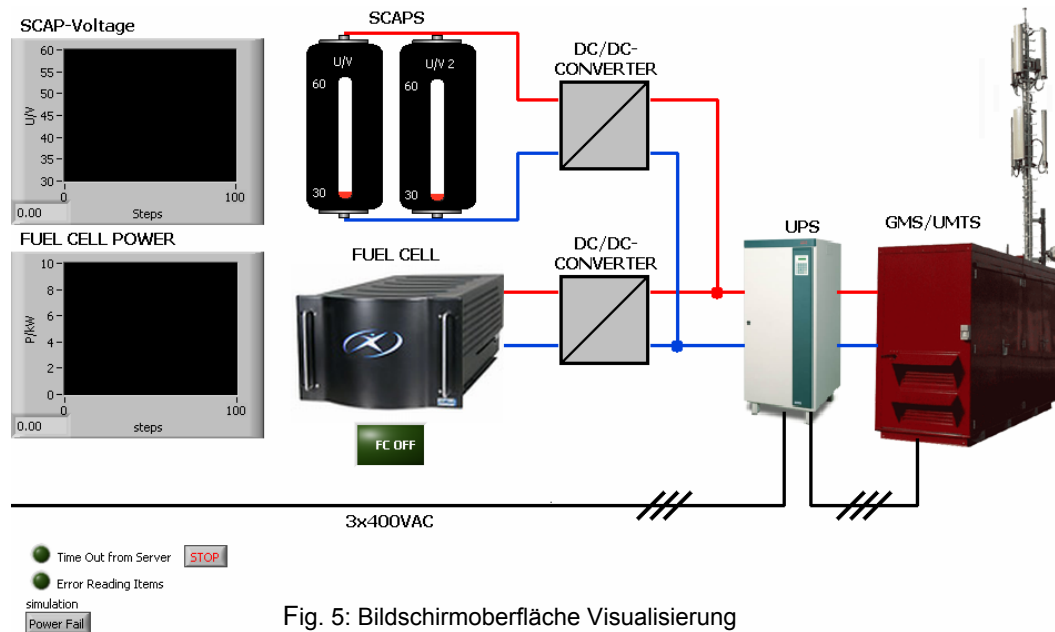 SCAP-Voltage
60
55
50
45
40
35
30
U/V
0
100
Steps
0.00
FUEL CELL POWER
10
8
6
4
2
0
P/kW
0
100
steps
0.00
SCAPS
U/V
60
30
U/V 2
60
30
DC/DC-
CONVERTER
FUEL CELL
DC/DC-
CONVERTER
UPS
GMS/UMTS
FC OFF
3x400VAC
Time Out from Server
STOP
Error Reading Items
simulation
Power Fail
Fig. 5: Bildschirmoberfläche Visualisierung